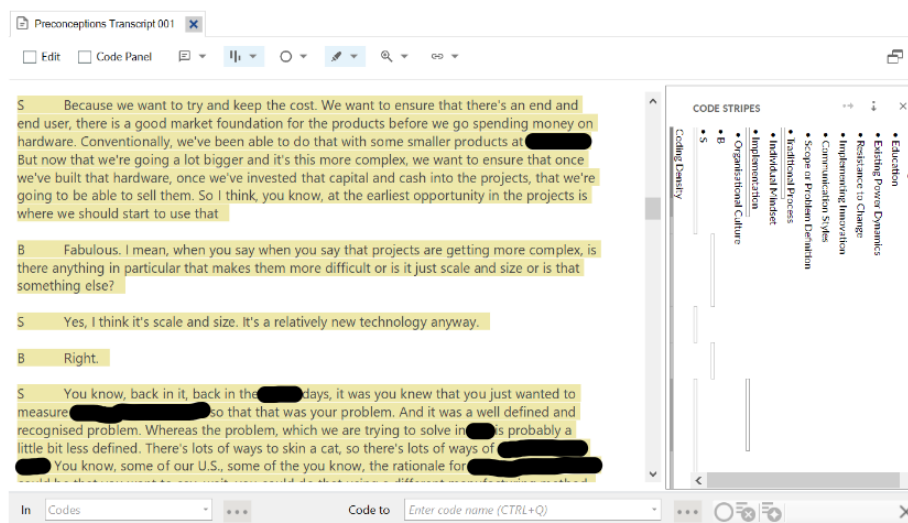 Preconceptions Transcript 001
Edit Code Panel
S Because we want to try and keep the cost. We want to ensure that there's an end and
end user, there is a good market foundation for the products before we go spending money on
hardware. Conventionally, we've been able to do that with some smaller products at
But now that we're going a lot bigger and it's this more complex, we want to ensure that once
we've built that hardware, once we've invested that capital and cash into the projects, that we're
going to be able to sell them. So I think, you know, at the earliest opportunity in the projects is
where we should start to use that
B Fabulous. I mean, when you say when you say that projects are getting more complex, is
there anything in particular that makes them more difficult or is it just scale and size or is that
something else?
S Yes, I think it's scale and size. It's a relatively new technology anyway.
B Right.
S You know, back in it, back in the days, it was you knew that you just wanted to
measure so that that was your problem. And it was a well defined and
recognised problem. Whereas the problem, which we are trying to solve in is probably a
little bit less defined. There's lots of ways to skin a cat, so there's lots of ways of
You know, some of our U.S., some of the you know, the rationale for
CODE STRIPES
• Education
• Existing Power Dynamics
• Resistance to Change
• Implementing Innovation
• Communication Styles
• Scope or Problem Definition
• Traditional Process
• Individual Mindset
• Implementation
• Organisational Culture
• B
• S
Coding Density
In Codes Code to Enter code name (CTRL+Q)